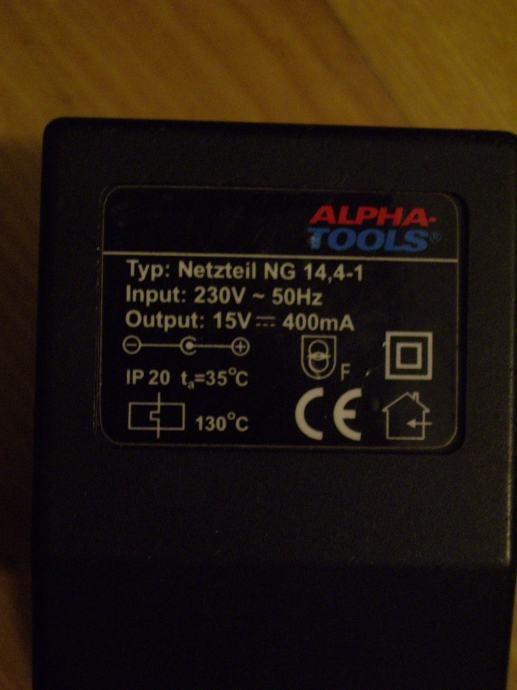 ALPHA-
TOOLS®
Typ: Netzteil NG 14,4-1
Input: 230V ~ 50Hz
Output: 15V ⎓ 400mA
F
IP 20 ta=35°C
130°C
CE